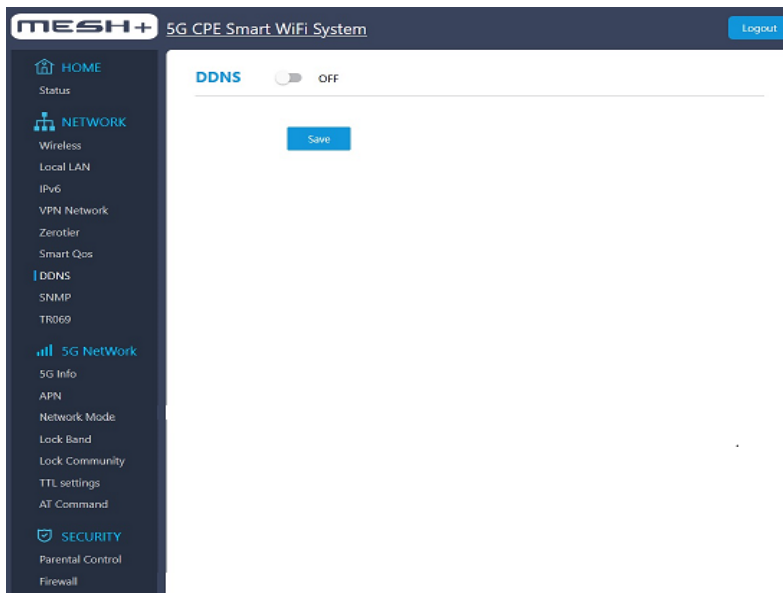 MESH+ 5G CPE Smart WiFi System
Logout
HOME
Status
NETWORK
Wireless
Local LAN
IPv6
VPN Network
Zerotier
Smart Qos
DDNS
SNMP
TR069
5G NetWork
5G Info
APN
Network Mode
Lock Band
Lock Community
TTL settings
AT Command
SECURITY
Parental Control
Firewall
DDNS OFF
Save